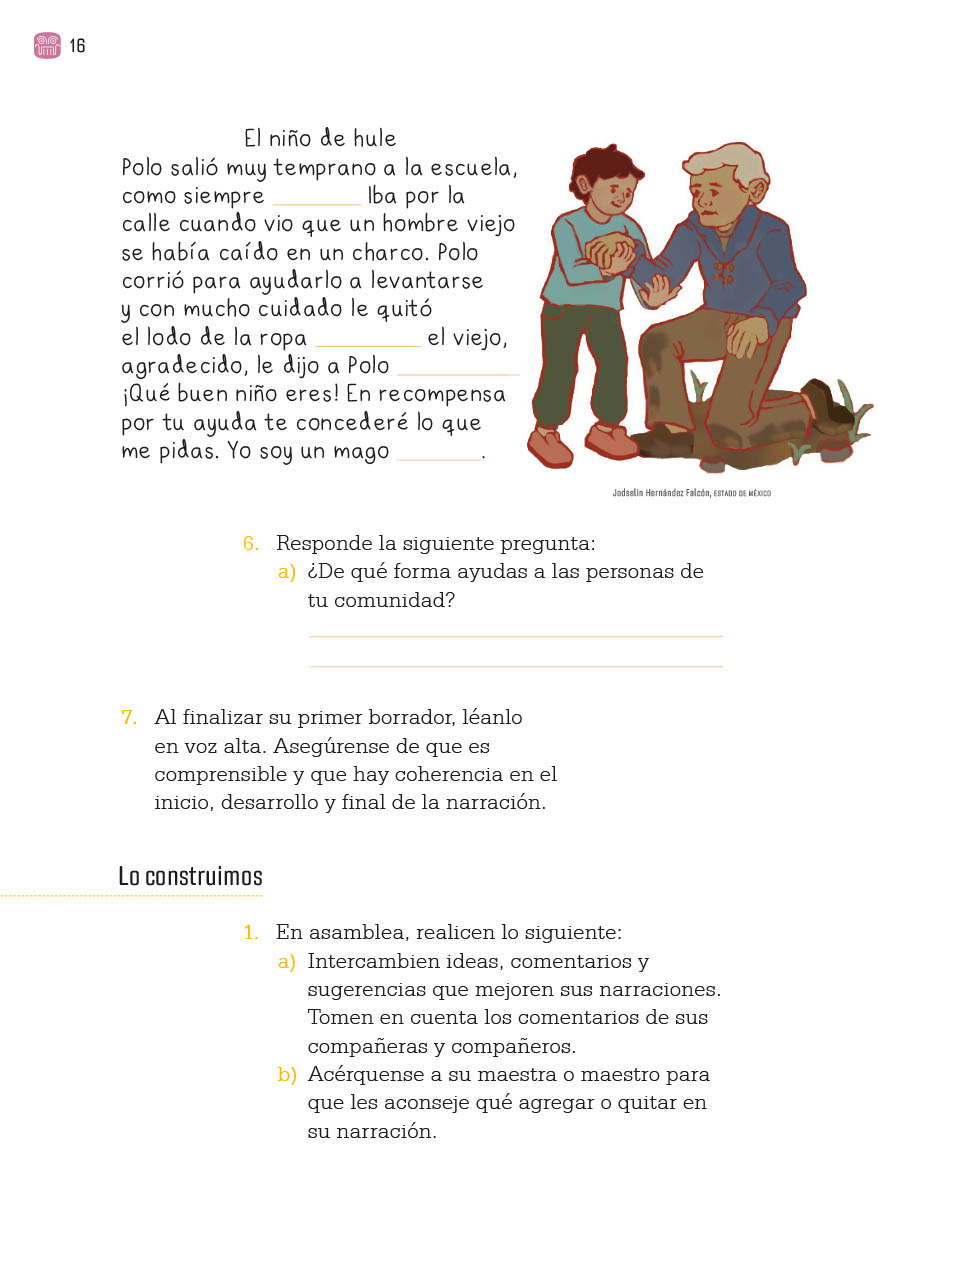 16
El niño de hule
Polo salió muy temprano a la escuela,
como siempre ________ Iba por la
calle cuando vio que un hombre viejo
se había caído en un charco. Polo
corrió para ayudarlo a levantarse
y con mucho cuidado le quitó
el lodo de la ropa __________ el viejo,
agradecido, le dijo a Polo ___________
¡Qué buen niño eres! En recompensa
por tu ayuda te concederé lo que
me pidas. Yo soy un mago ________.
Jodselin Hernández Falcón, ESTADO DE MÉXICO
6. Responde la siguiente pregunta:
a) ¿De qué forma ayudas a las personas de
tu comunidad?
7. Al finalizar su primer borrador, léanlo
en voz alta. Asegúrense de que es
comprensible y que hay coherencia en el
inicio, desarrollo y final de la narración.
Lo construimos
1. En asamblea, realicen lo siguiente:
a) Intercambien ideas, comentarios y
sugerencias que mejoren sus narraciones.
Tomen en cuenta los comentarios de sus
compañeras y compañeros.
b) Acérquense a su maestra o maestro para
que les aconseje qué agregar o quitar en
su narración.